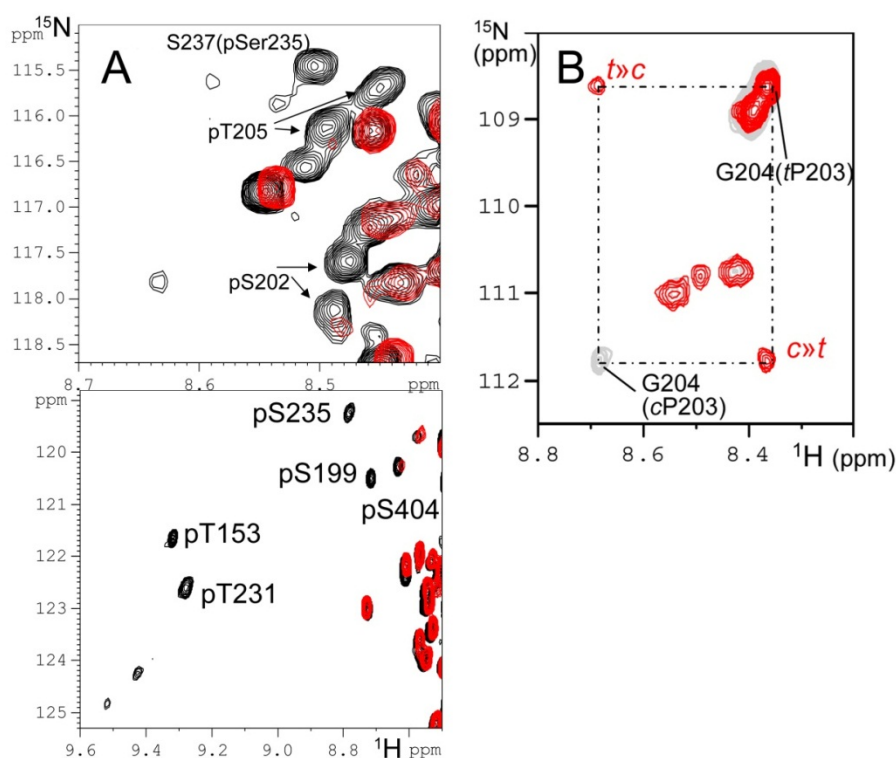 15N
ppm
A
S237(pSer235)
115.5
116.0
pT205
116.5
117.0
117.5
pS202
118.0
118.5
8.7
8.6
8.5
ppm
ppm
pS235
120
pS199
121
pS404
pT153
122
pT231
123
124
125
9.6
9.4
9.2
9.0
8.8
1H
ppm
15N
(ppm)
B
t»c
109
G204(tP203)
110
111
c»t
112
G204
(cP203)
8.8
8.6
8.4
1H (ppm)